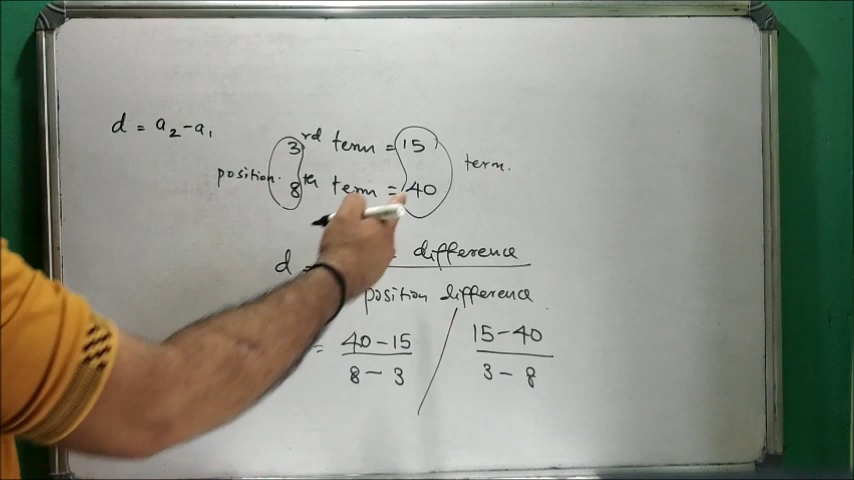 d = a₂-a₁
3rd term = 15
position. term.
8th term = 40
d = difference
position difference.
= 40-15 / 15-40
8-3 3-8